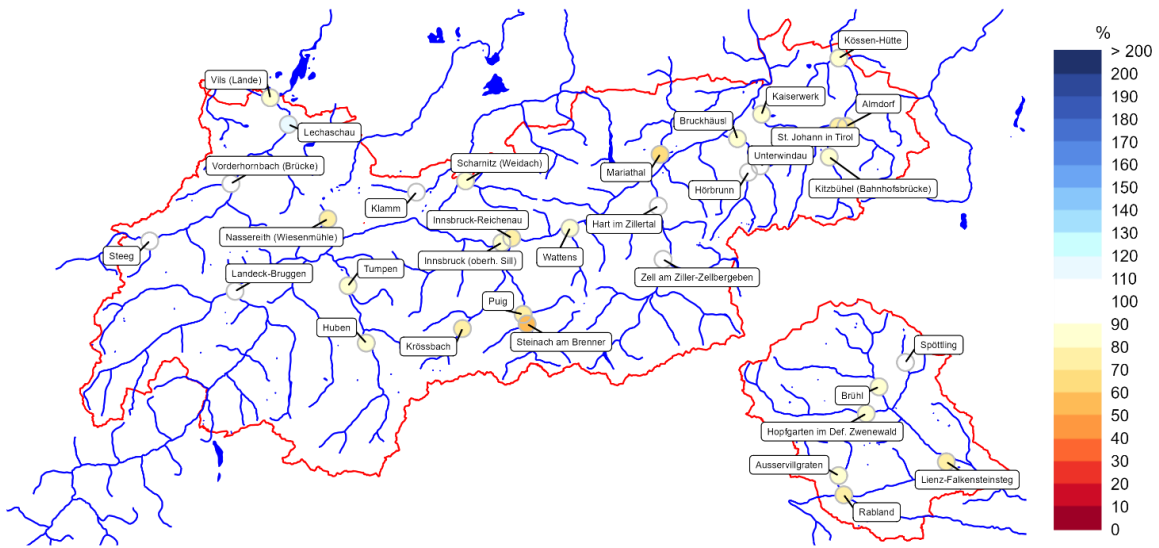 Kössen-Hütte
%
> 200
200
190
180
170
160
150
140
130
120
110
100
90
80
70
60
50
40
30
20
10
0
Vils (Lände)
Kaiserwerk
Almdorf
Bruckhäusl
Lechaschau
St. Johann in Tirol
Unterwindau
Vorderhornbach (Brücke)
Scharnitz (Weidach)
Mariathal
Hörbrunn
Kitzbühel (Bahnhofsbrücke)
Klamm
Innsbruck-Reichenau
Hart im Zillertal
Nassereith (Wiesenmühle)
Steeg
Innsbruck (oberh. Sill)
Wattens
Landeck-Bruggen
Tumpen
Zell am Ziller-Zellbergeben
Puig
Huben
Krössbach
Steinach am Brenner
Spöttling
Brühl
Hopfgarten im Def. Zwenewald
Ausservillgraten
Lienz-Falkensteinsteg
Rabland